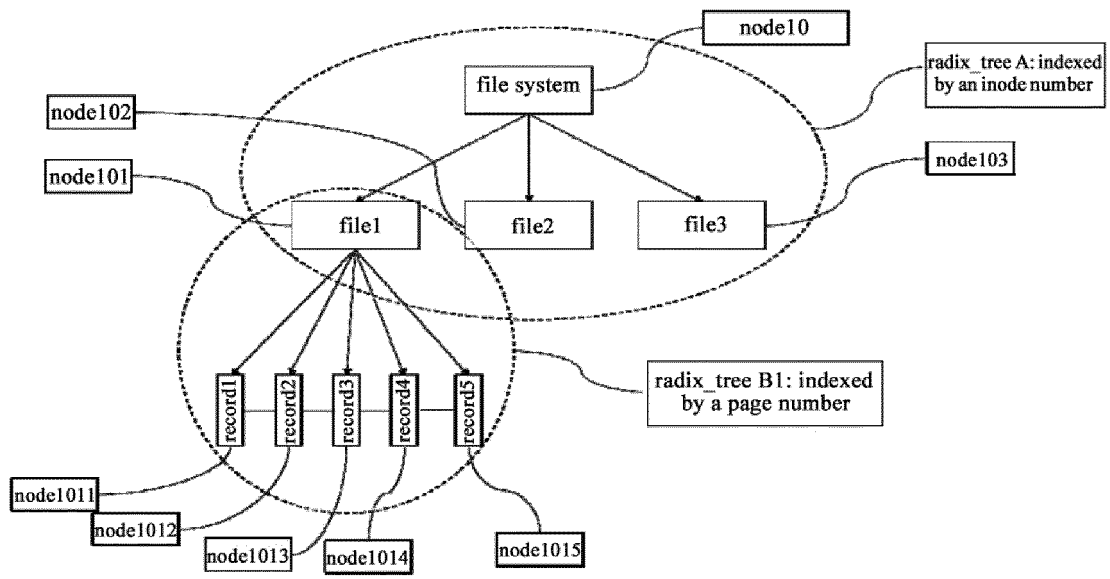 node10
file system
radix_tree A: indexed
by an inode number
node102
node103
node101
file1
file2
file3
radix_tree B1: indexed
by a page number
record1
record2
record3
record4
record5
node1011
node1012
node1013
node1014
node1015